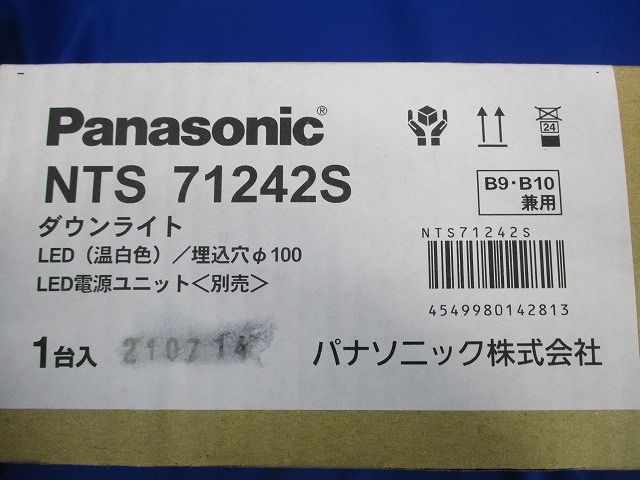 Panasonic®
NTS 71242S
ダウンライト
LED（温白色）／埋込穴φ100
LED電源ユニット＜別売＞
1台入 210714
24
B9・B10
兼用
NTS71242S
4549980142813
パナソニック株式会社